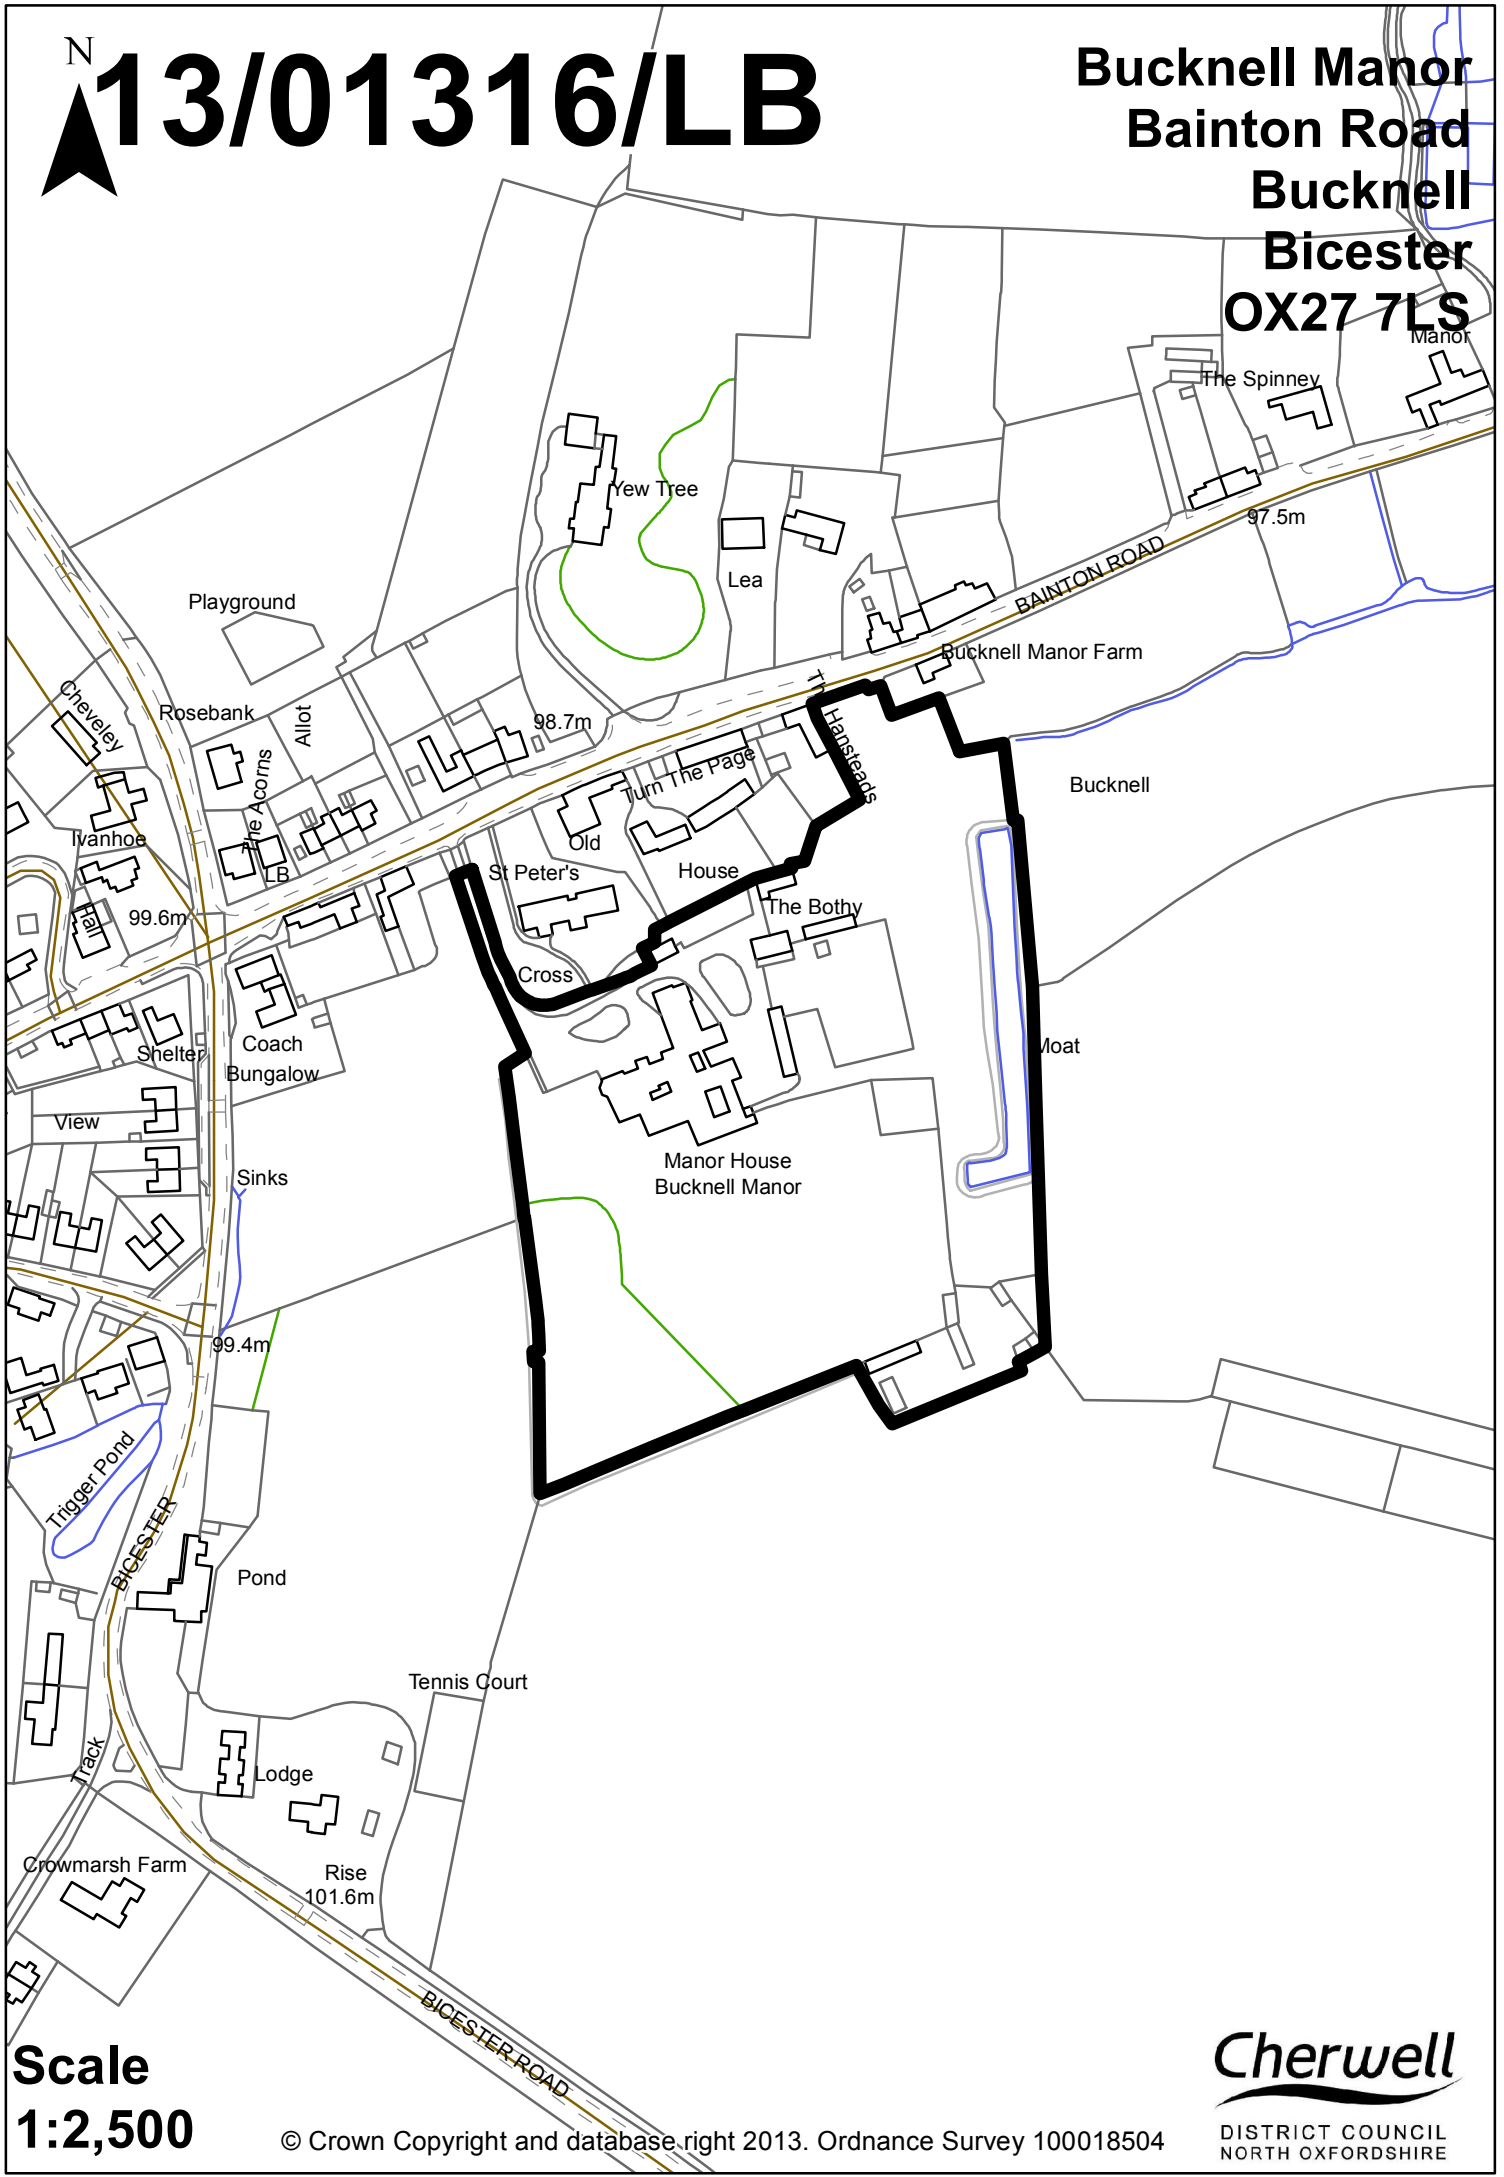 N
13/01316/LB
Bucknell Manor
Bainton Road
Bucknell
Bicester
OX27 7LS
Manor
The Spinney
Yew Tree
97.5m
BAINTON ROAD
Lea
Playground
Bucknell Manor Farm
Cheveley
Rosebank
Allot
98.7m
The Hansteads
Turn The Page
Bucknell
The Acorns
Ivanhoe
Old
LB
St Peter's
House
Hall
99.6m
The Bothy
Cross
Shelter
Coach
Bungalow
Moat
View
Manor House
Bucknell Manor
Sinks
99.4m
Trigger Pond
BICESTER
Pond
Tennis Court
Track
Lodge
Crowmarsh Farm
Rise
101.6m
BICESTER ROAD
Scale
1:2,500
© Crown Copyright and database right 2013. Ordnance Survey 100018504
Cherwell
DISTRICT COUNCIL
NORTH OXFORDSHIRE